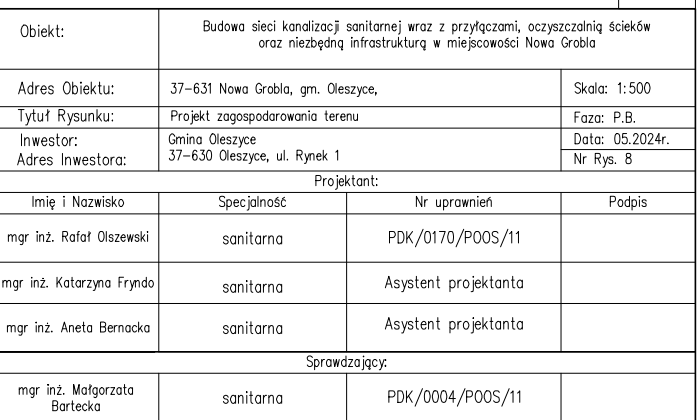 Obiekt:
Budowa sieci kanalizacji sanitarnej wraz z przyłączami, oczyszczalnią ścieków
oraz niezbędną infrastrukturą w miejscowości Nowa Grobla
Adres Obiektu:
37-631 Nowa Grobla, gm. Oleszyce,
Skala: 1:500
Tytuł Rysunku:
Projekt zagospodarowania terenu
Faza: P.B.
Inwestor:
Adres Inwestora:
Gmina Oleszyce
37-630 Oleszyce, ul. Rynek 1
Data: 05.2024r.
Nr Rys. 8
Projektant:
Imię i Nazwisko
Specjalność
Nr uprawnień
Podpis
mgr inż. Rafał Olszewski
sanitarna
PDK/0170/POOS/11
mgr inż. Katarzyna Fryndo
sanitarna
Asystent projektanta
mgr inż. Aneta Bernacka
sanitarna
Asystent projektanta
Sprawdzający:
mgr inż. Małgorzata
Bartecka
sanitarna
PDK/0004/POOS/11